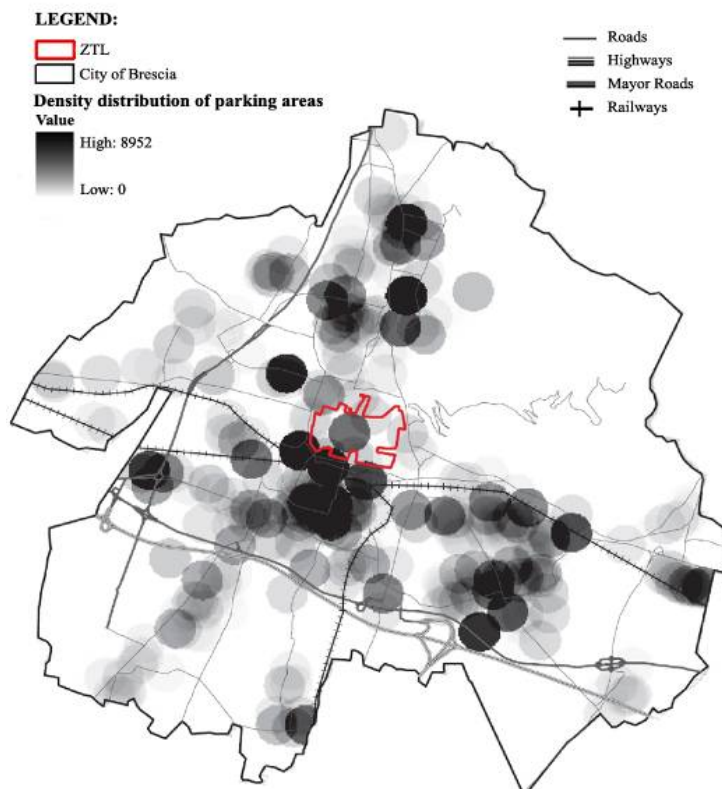 LEGEND:
ZTL
City of Brescia
Density distribution of parking areas
Value
High: 8952
Low: 0
Roads
Highways
Mayor Roads
Railways